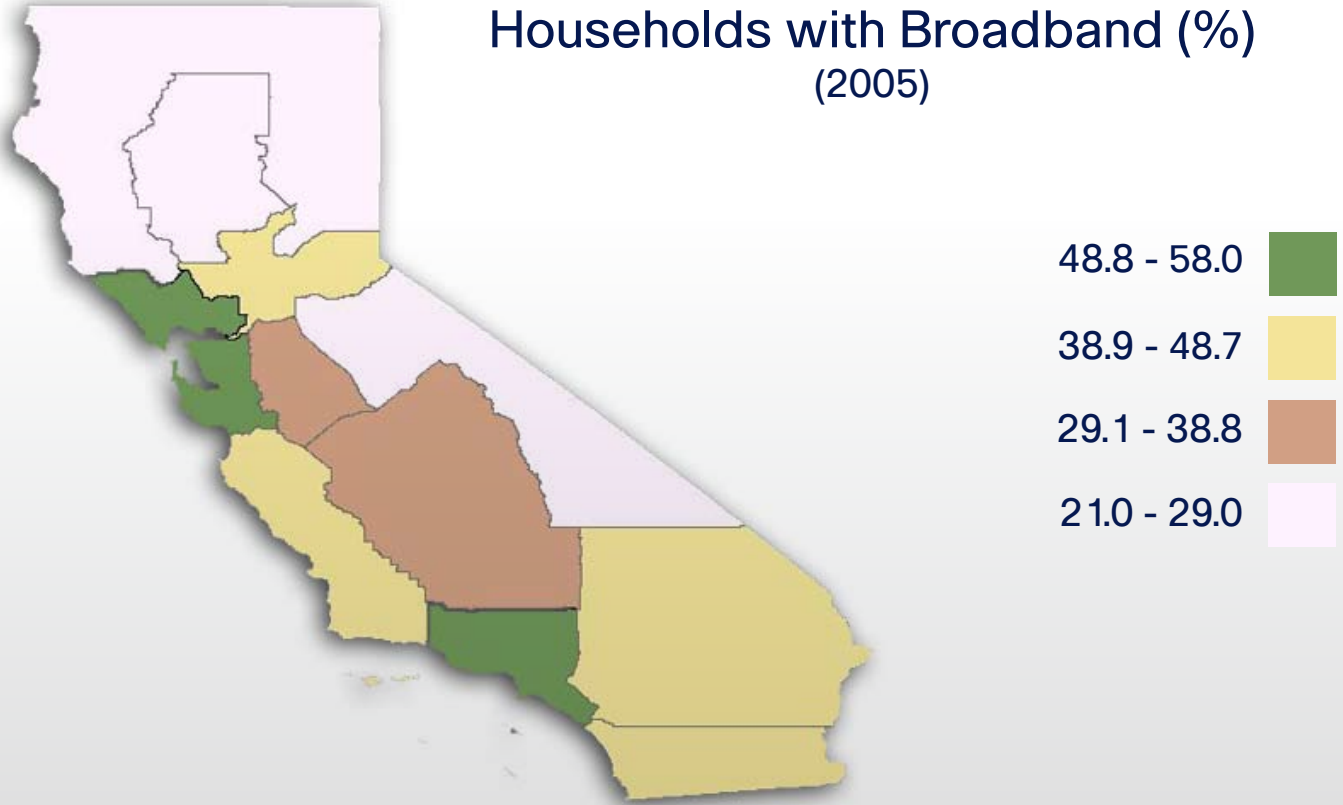 Households with Broadband (%)
(2005)
48.8 - 58.0
38.9 - 48.7
29.1 - 38.8
21.0 - 29.0